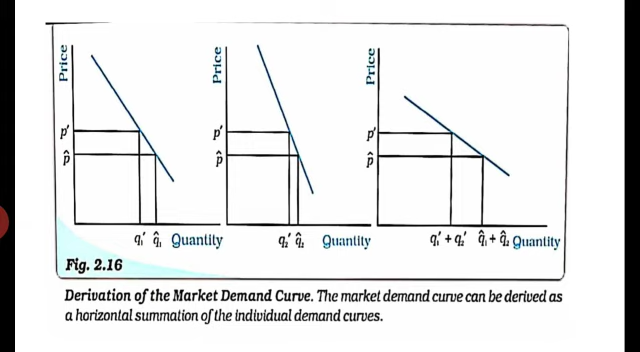 Price
Price
Price
p′
p̂
p′
p̂
p′
p̂
q₁′ q̂₁ Quantity
q₂′ q̂₂ Quantity
q₁′ + q₂′ q̂₁ + q̂₂ Quantity
Fig. 2.16
Derivation of the Market Demand Curve. The market demand curve can be derived as
a horizontal summation of the individual demand curves.